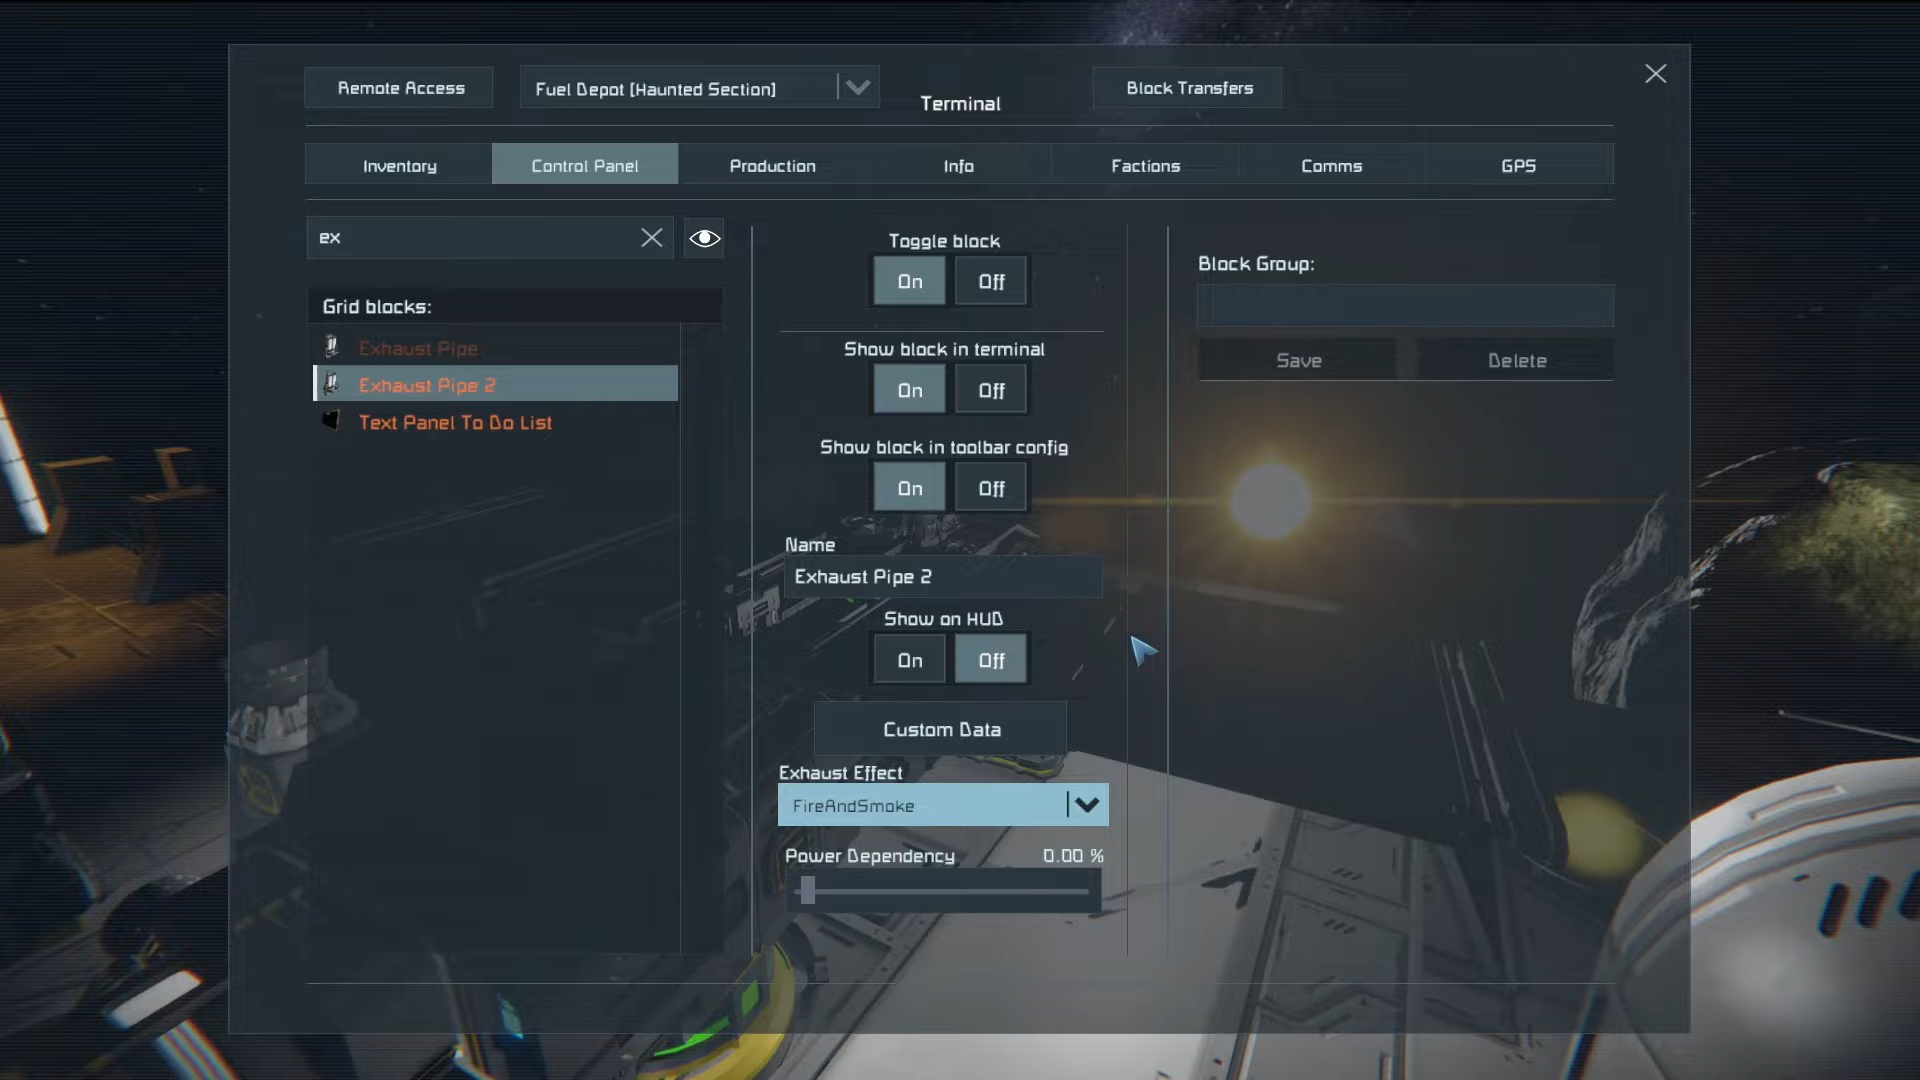 Remote Access
Fuel Depot [Haunted Section]
Terminal
Block Transfers
Inventory
Control Panel
Production
Info
Factions
Comms
GPS
ex
Grid blocks:
Exhaust Pipe
Exhaust Pipe 2
Text Panel To Do List
Toggle block
On Off
Show block in terminal
On Off
Show block in toolbar config
On Off
Name
Exhaust Pipe 2
Show on HUD
On Off
Custom Data
Exhaust Effect
FireAndSmoke
Power Dependency 0.00 %
Block Group:
Save Delete